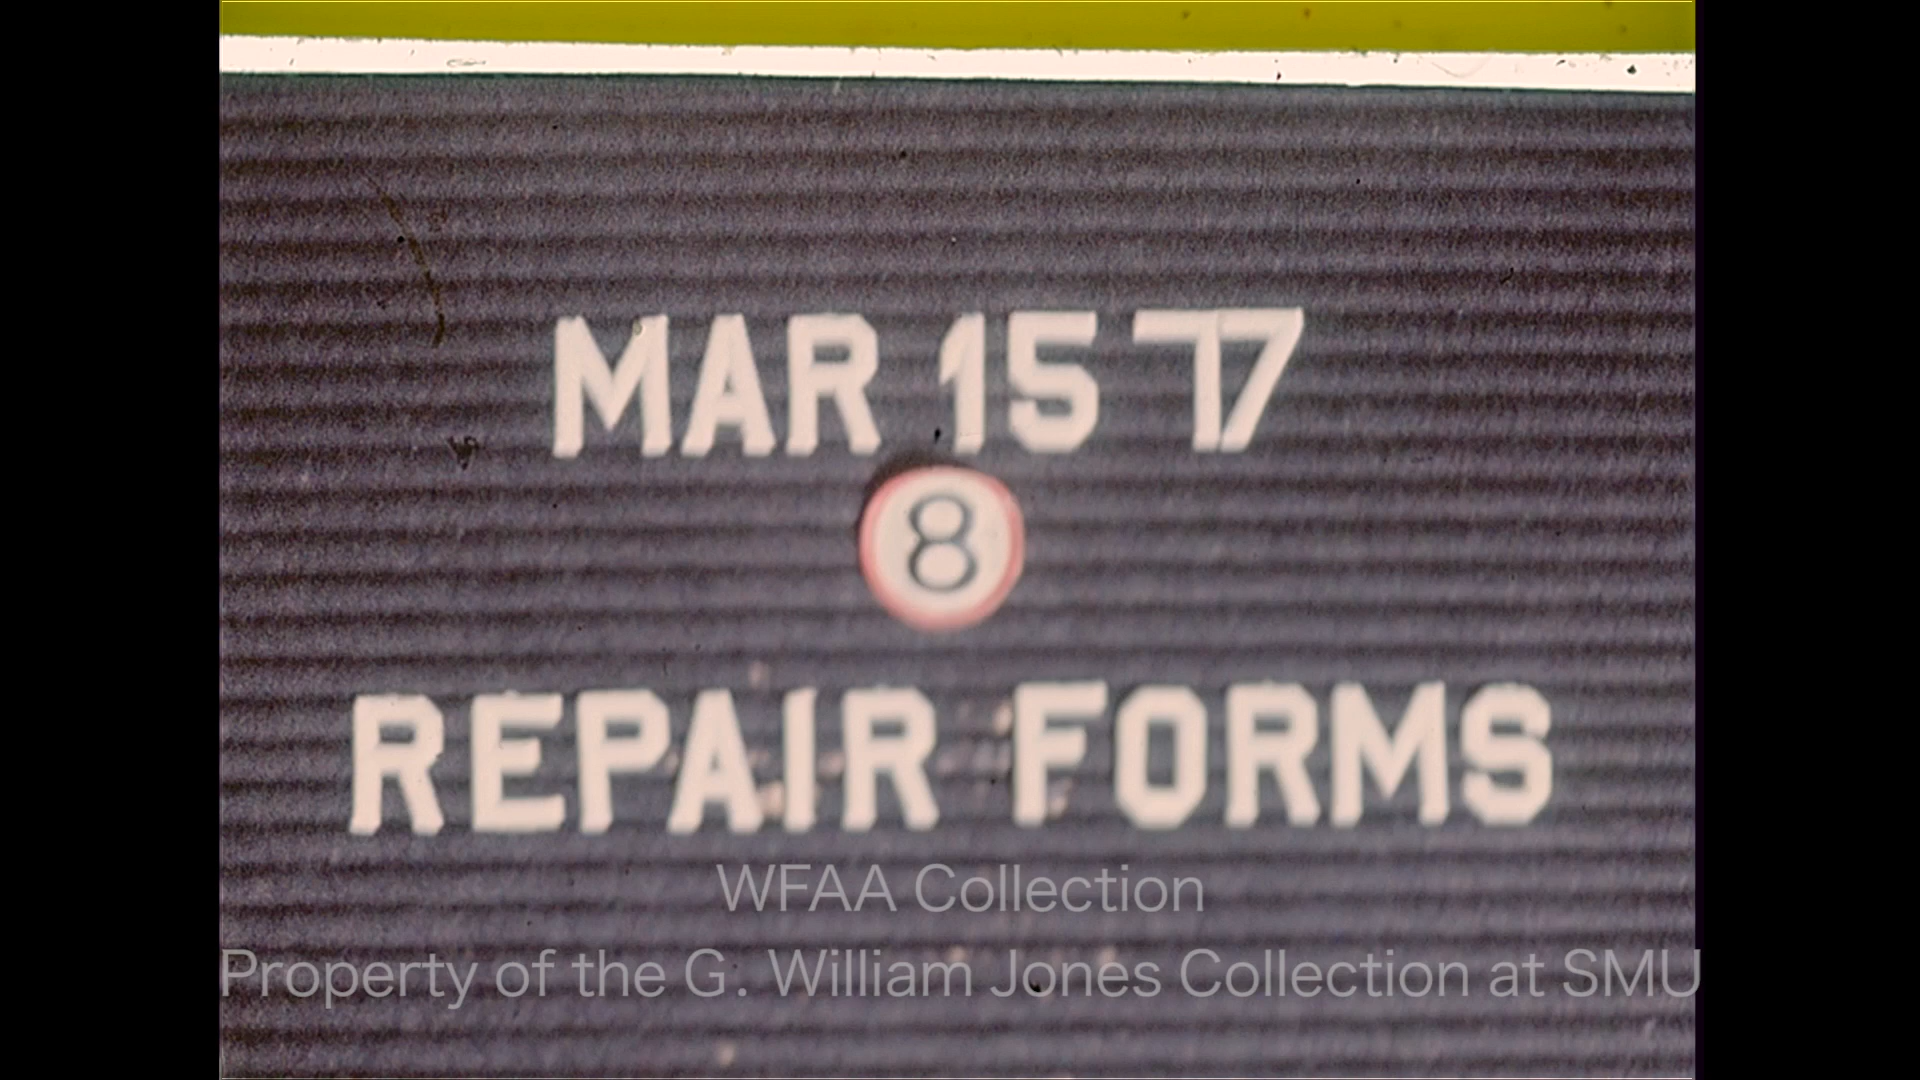 MAR 15 77
8
REPAIR FORMS
WFAA Collection
Property of the G. William Jones Collection at SMU